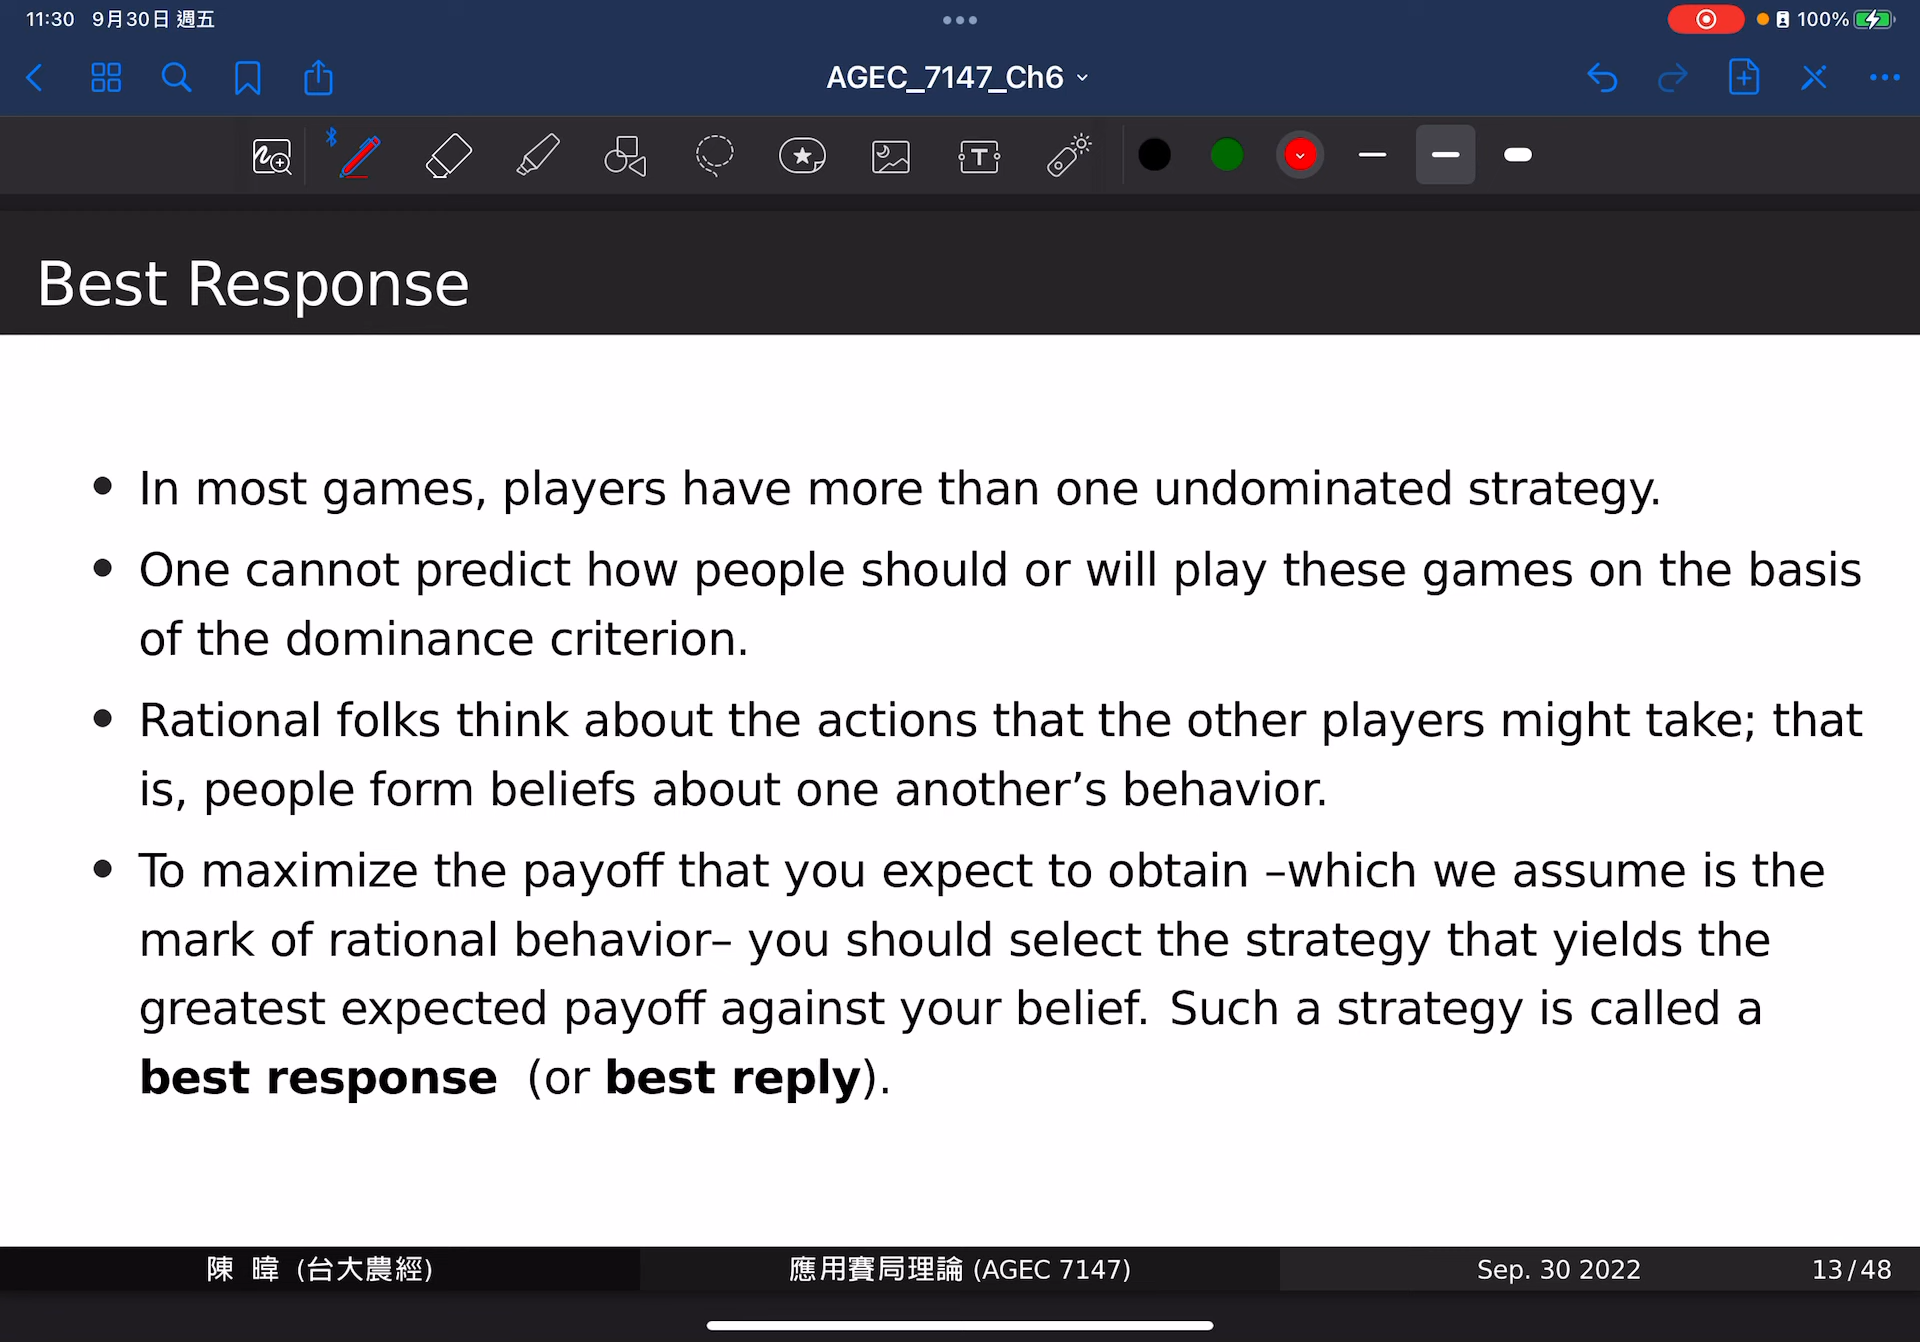 11:30 9月30日 週五
100%
AGEC_7147_Ch6
T
Best Response
• In most games, players have more than one undominated strategy.
• One cannot predict how people should or will play these games on the basis
of the dominance criterion.
• Rational folks think about the actions that the other players might take; that
is, people form beliefs about one another’s behavior.
• To maximize the payoff that you expect to obtain –which we assume is the
mark of rational behavior– you should select the strategy that yields the
greatest expected payoff against your belief. Such a strategy is called a
best response (or best reply).
陳 暐 (台大農經) 應用賽局理論 (AGEC 7147) Sep. 30 2022 13/48